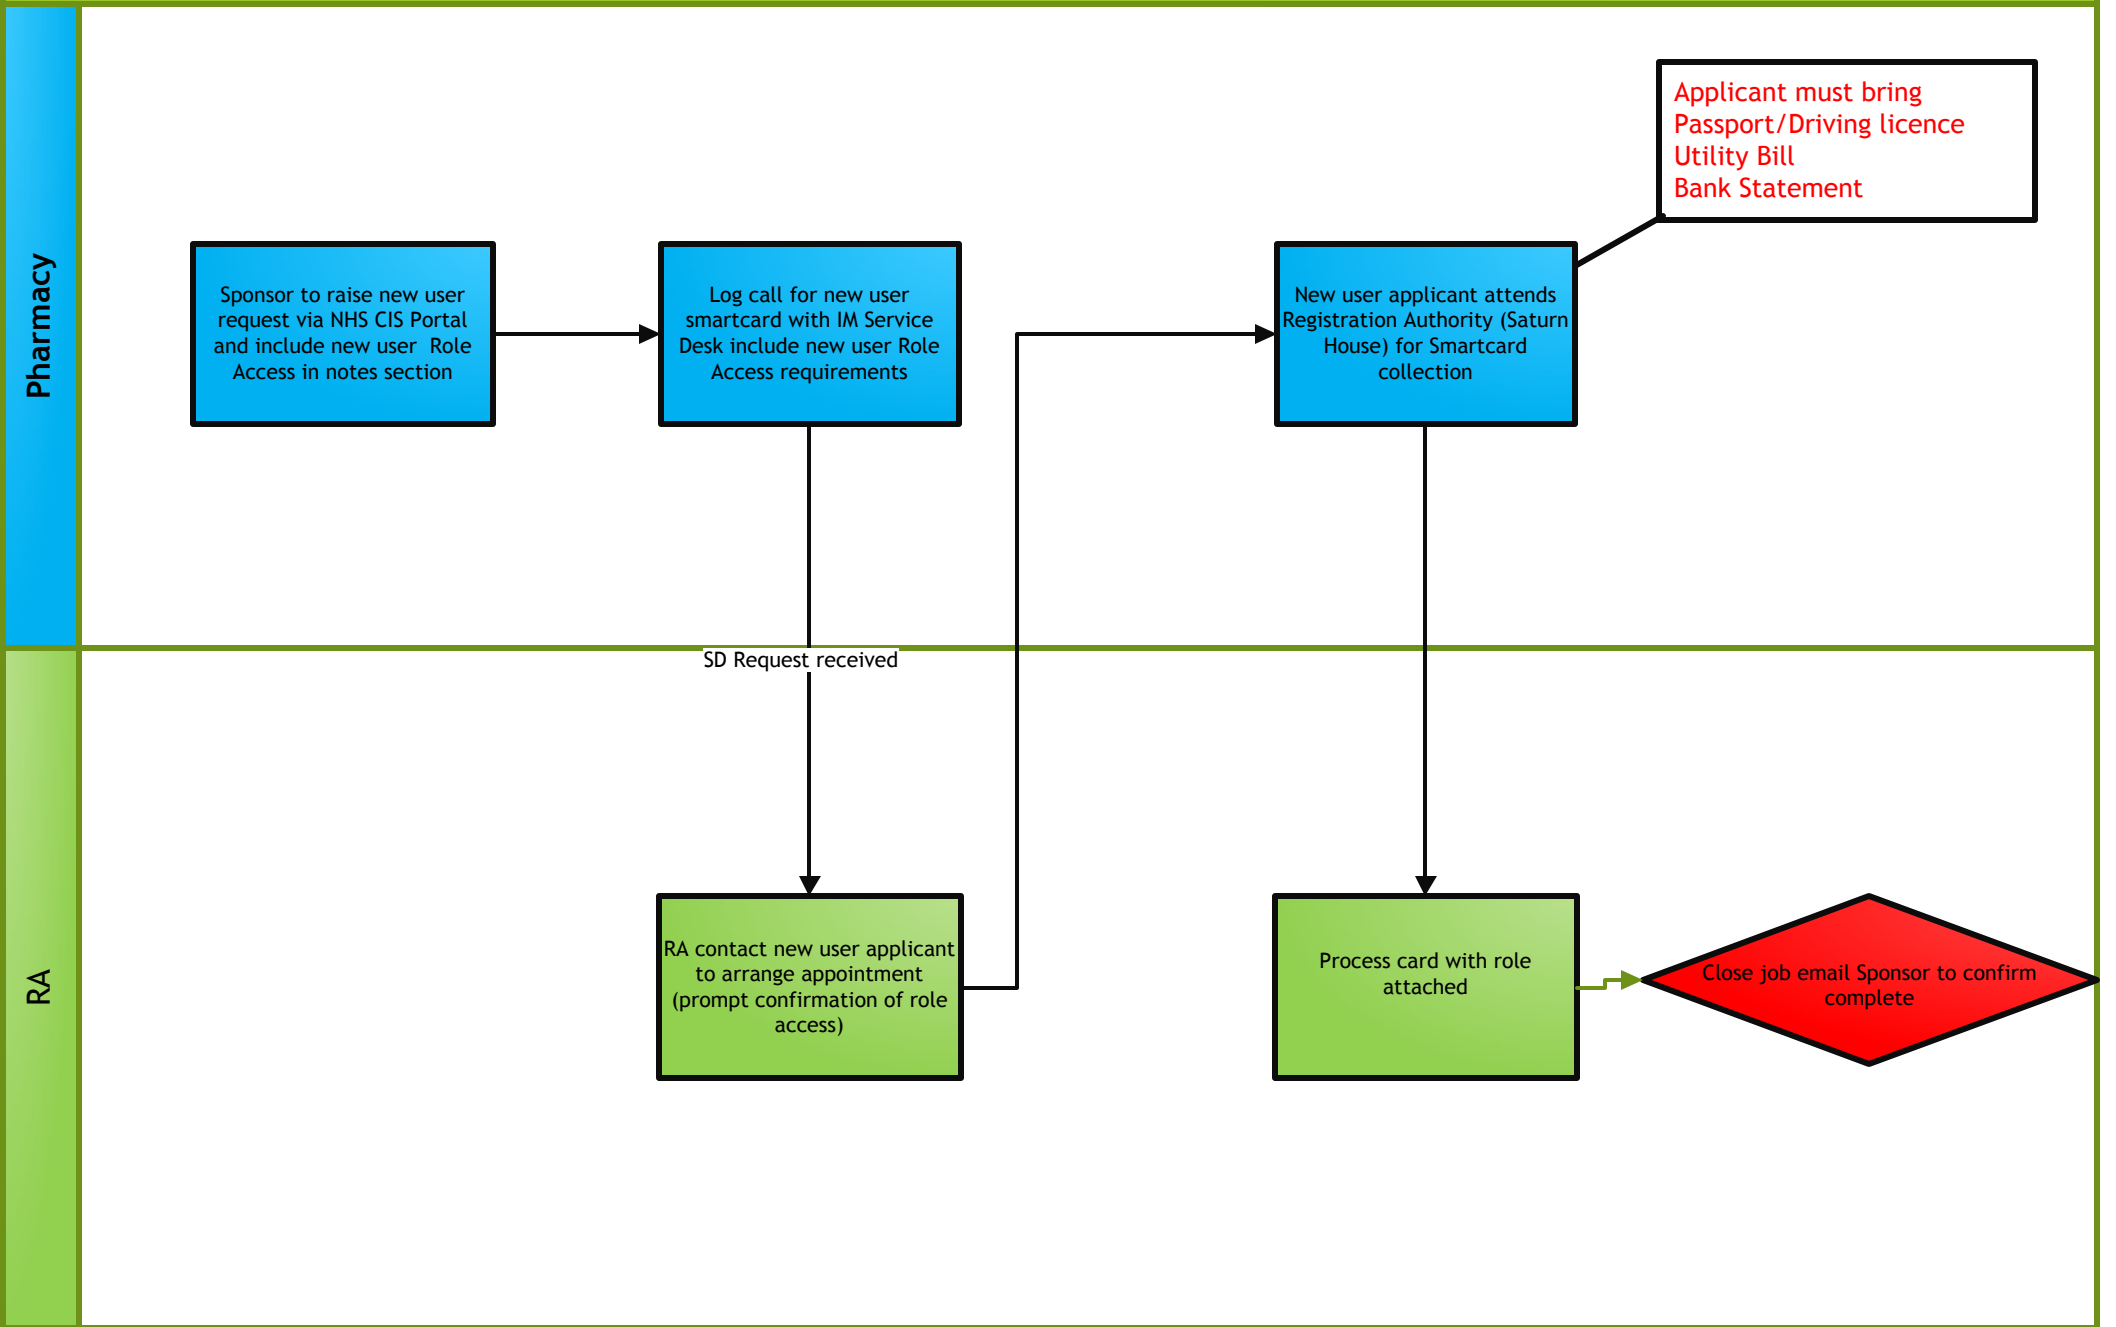 Pharmacy
Applicant must bring
Passport/Driving licence
Utility Bill
Bank Statement
Sponsor to raise new user
request via NHS CIS Portal
and include new user  Role
Access in notes section
Log call for new user
smartcard with IM Service
Desk include new user Role
Access requirements
New user applicant attends
Registration Authority (Saturn
House) for Smartcard
collection
SD Request received
RA
RA contact new user applicant
to arrange appointment
(prompt confirmation of role
access)
Process card with role
attached
Close job email Sponsor to confirm
complete